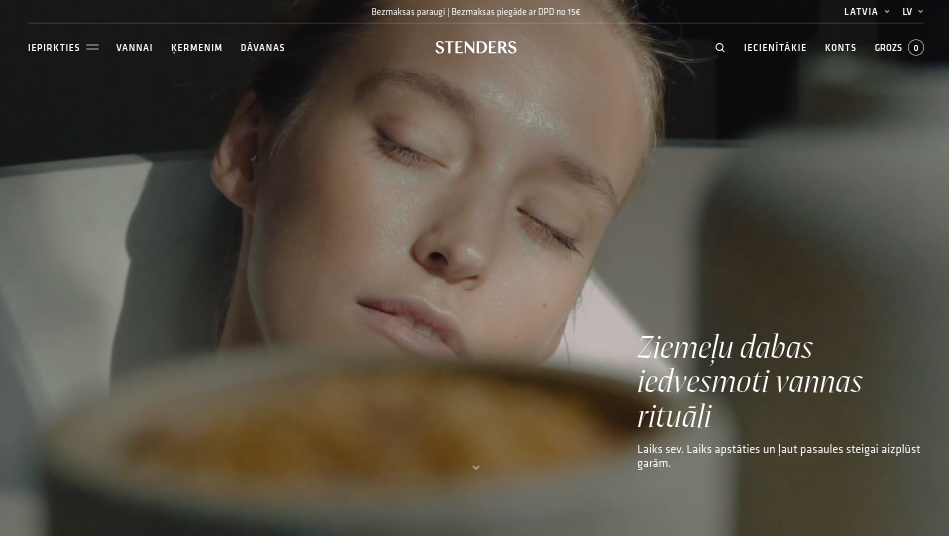 Bezmaksas paraugi | Bezmaksas piegāde ar DPD no 15€
LATVIA
LV
IEPIRKTIES
VANNAI
ĶERMENIM
DĀVANAS
STENDERS
IECIENĪTĀKIE
KONTS
GROZS 0
Ziemeļu dabas
iedvesmoti vannas
rituāli
Laiks sev. Laiks apstāties un ļaut pasaules steigai aizplūst
garām.